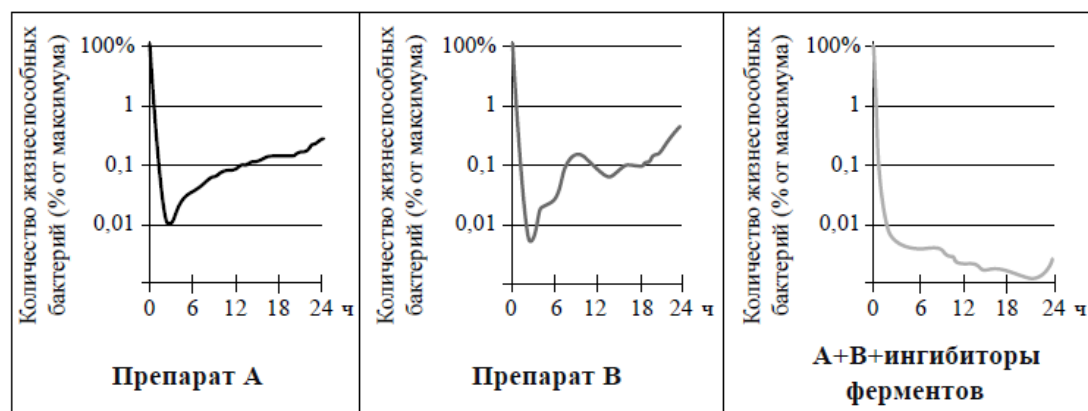 Количество жизнеспособных
бактерий (% от максимума)
100%
1
0,1
0,01
0 6 12 18 24 ч
Препарат А
Количество жизнеспособных
бактерий (% от максимума)
100%
1
0,1
0,01
0 6 12 18 24 ч
Препарат В
Количество жизнеспособных
бактерий (% от максимума)
100%
1
0,1
0,01
0 6 12 18 24 ч
А+В+ингибиторы
ферментов